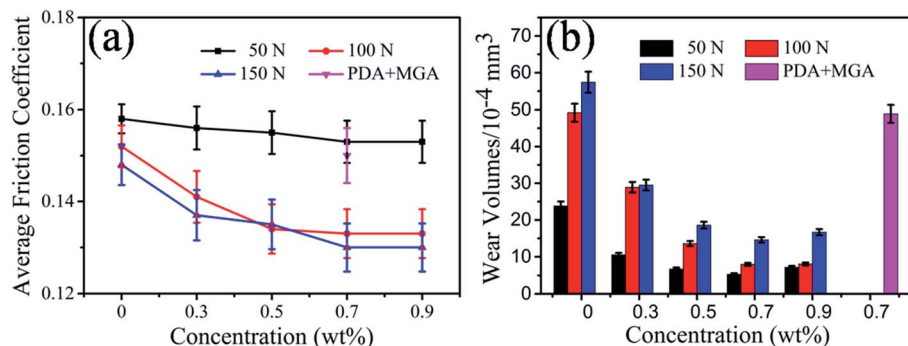 (a)
50 N
100 N
150 N
PDA+MGA
0.18
0.16
0.14
0.12
Average Friction Coefficient
0
0.3
0.5
0.7
0.9
Concentration (wt%)
(b)
50 N
100 N
150 N
PDA+MGA
70
60
50
40
30
20
10
0
Wear Volumes/10⁻⁴ mm³
0
0.3
0.5
0.7
0.9
0.7
Concentration (wt%)